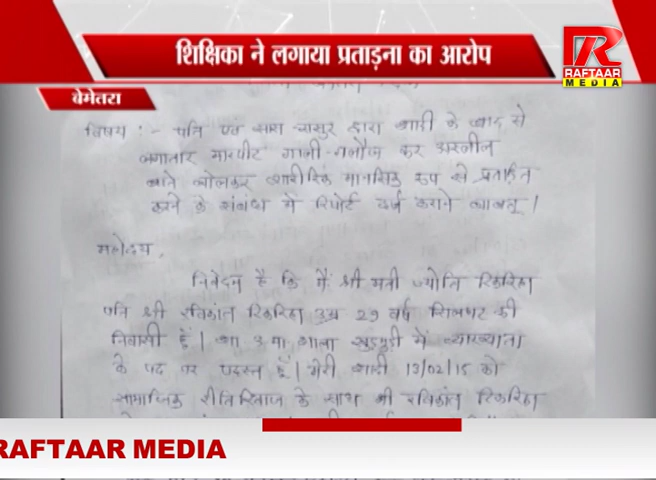 शिक्षिका ने लगाया प्रताड़ना का आरोप
RAFTAAR
MEDIA
बेमेतरा
विषय :- पति एवं सास ससुर द्वारा शादी के बाद से
लगातार मारपीट गाली-गलौज कर अश्लील
बाते बोलकर शारीरिक मानसिक रूप से प्रताड़ित
करने के संबंध में रिपोर्ट दर्ज कराने बाबत् ।
महोदय,
निवेदन है कि मैं श्री मती ज्योति
पति श्री रविकांत उम्र 29 वर्ष की
निवासी हूँ । शा उ मा शाला में व्याख्याता
के पद पर पदस्थ हूँ । मेरी शादी 13/02/15 को
सामाजिक रीतिरिवाज के साथ श्री रविकांत
RAFTAAR MEDIA